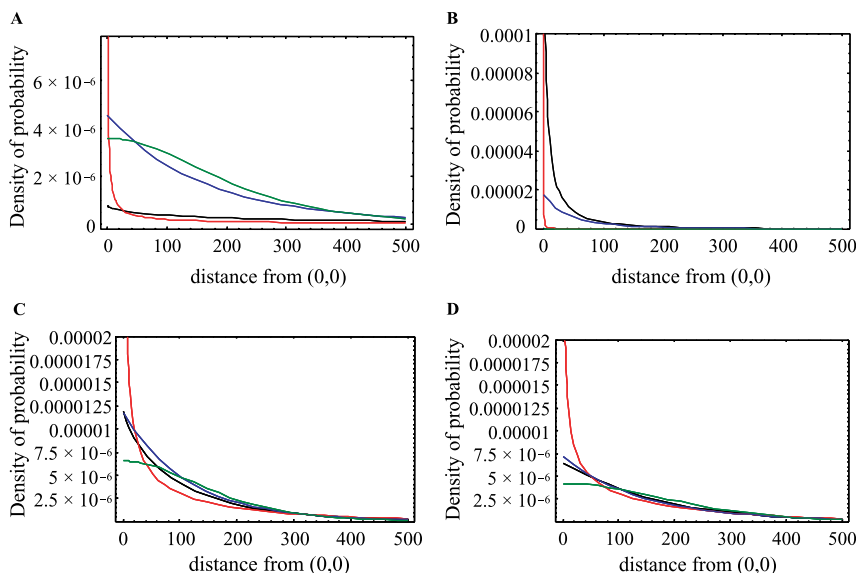 A
Density of probability
6 × 10⁻⁶
4 × 10⁻⁶
2 × 10⁻⁶
0
0 100 200 300 400 500
distance from (0,0)
B
Density of probability
0.0001
0.00008
0.00006
0.00004
0.00002
0
0 100 200 300 400 500
distance from (0,0)
C
Density of probability
0.00002
0.0000175
0.000015
0.0000125
0.00001
7.5 × 10⁻⁶
5 × 10⁻⁶
2.5 × 10⁻⁶
0 100 200 300 400 500
distance from (0,0)
D
Density of probability
0.00002
0.0000175
0.000015
0.0000125
0.00001
7.5 × 10⁻⁶
5 × 10⁻⁶
2.5 × 10⁻⁶
0 100 200 300 400 500
distance from (0,0)